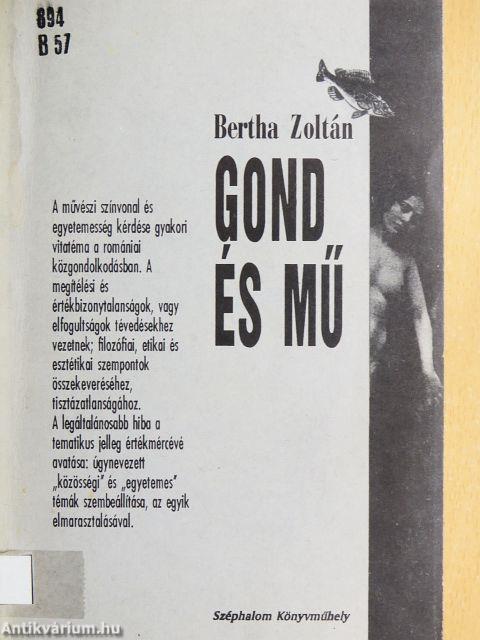 894
B 57
Bertha Zoltán
GOND
ÉS MŰ
A művészi színvonal és
egyetemesség kérdése gyakori
vitatéma a romániai
közgondolkodásban. A
megítélési és
értékbizonytalanságok, vagy
elfogultságok tévedésekhez
vezetnek; filozófiai, etikai és
esztétikai szempontok
összekeveréséhez,
tisztázatlanságához.
A legáltalánosabb hiba a
tematikus jelleg értékmércévé
avatása: úgynevezett
„közösségi" és „egyetemes"
témák szembeállítása, az egyik
elmarasztalásával.
Széphalom Könyvműhely
Antikvárium.hu